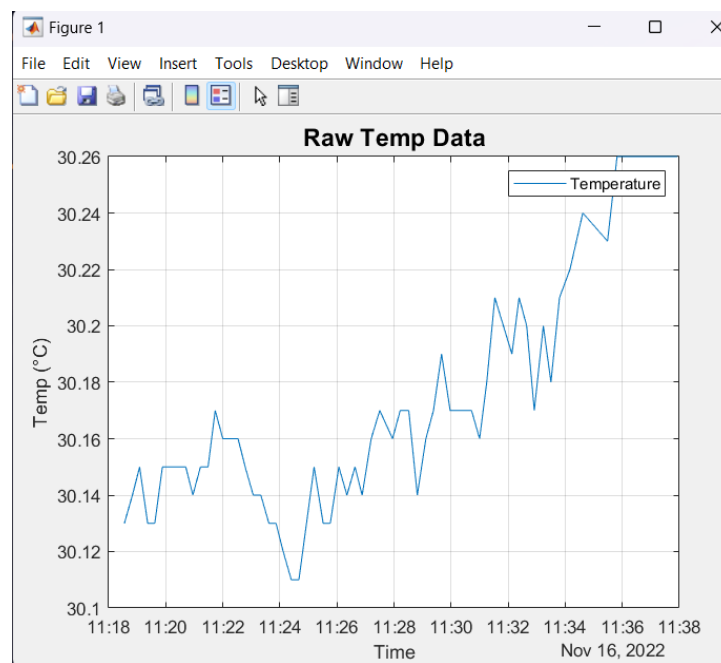 Figure 1
File Edit View Insert Tools Desktop Window Help
Raw Temp Data
Temperature
30.26
30.24
30.22
30.2
30.18
30.16
30.14
30.12
30.1
Temp (°C)
11:18 11:20 11:22 11:24 11:26 11:28 11:30 11:32 11:34 11:36 11:38
Time
Nov 16, 2022